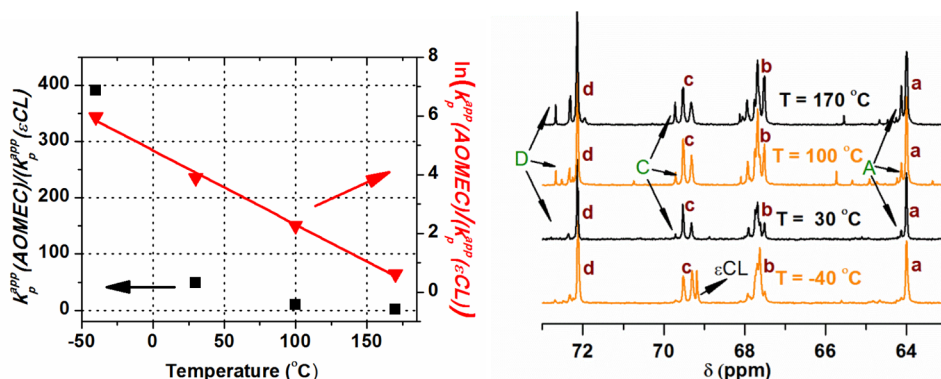 400
300
200
100
0
K_p^app(AOMEC)/(K_p^app(εCL)
-50 0 50 100 150
Temperature (°C)
8
6
4
2
0
ln(K_p^app(AOMEC)/(K_p^app(εCL))
d c b a
T = 170 °C
D C A
d c b a
T = 100 °C
d c b a
T = 30 °C
d c εCL b a
T = -40 °C
72 70 68 66 64
δ (ppm)